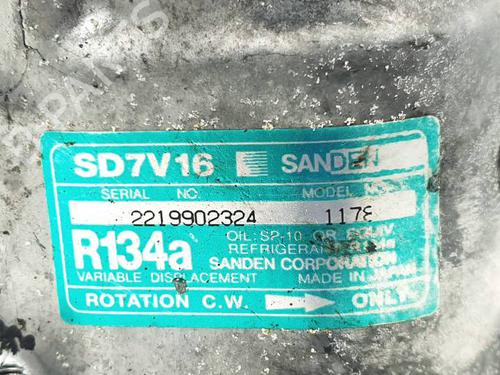 SD7V16 SANDEN
SERIAL NO. MODEL NO.
2219902324 1178
R134a OIL: SP-10 OR EQUIV.
REFRIGERANT
SANDEN CORPORATION
VARIABLE DISPLACEMENT MADE IN JAPAN
ROTATION C.W. → ONLY